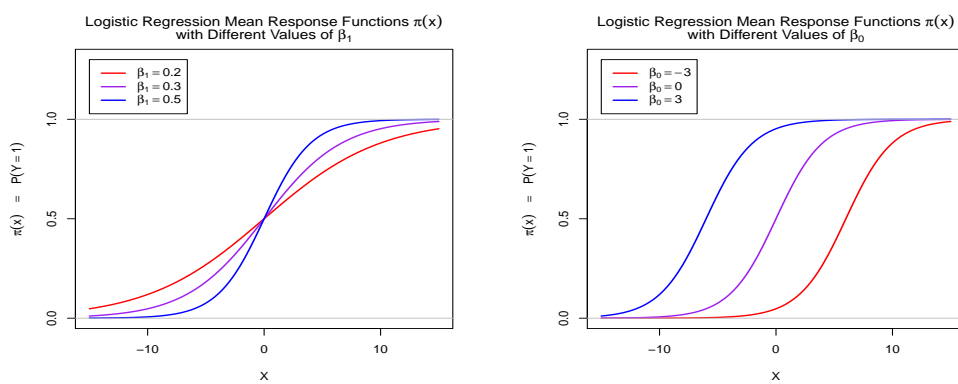 Logistic Regression Mean Response Functions π(x)
with Different Values of β₁
β₁ = 0.2
β₁ = 0.3
β₁ = 0.5
1.0
0.5
0.0
π(x) = P(Y = 1)
−10
0
10
X
Logistic Regression Mean Response Functions π(x)
with Different Values of β₀
β₀ = −3
β₀ = 0
β₀ = 3
1.0
0.5
0.0
π(x) = P(Y = 1)
−10
0
10
X